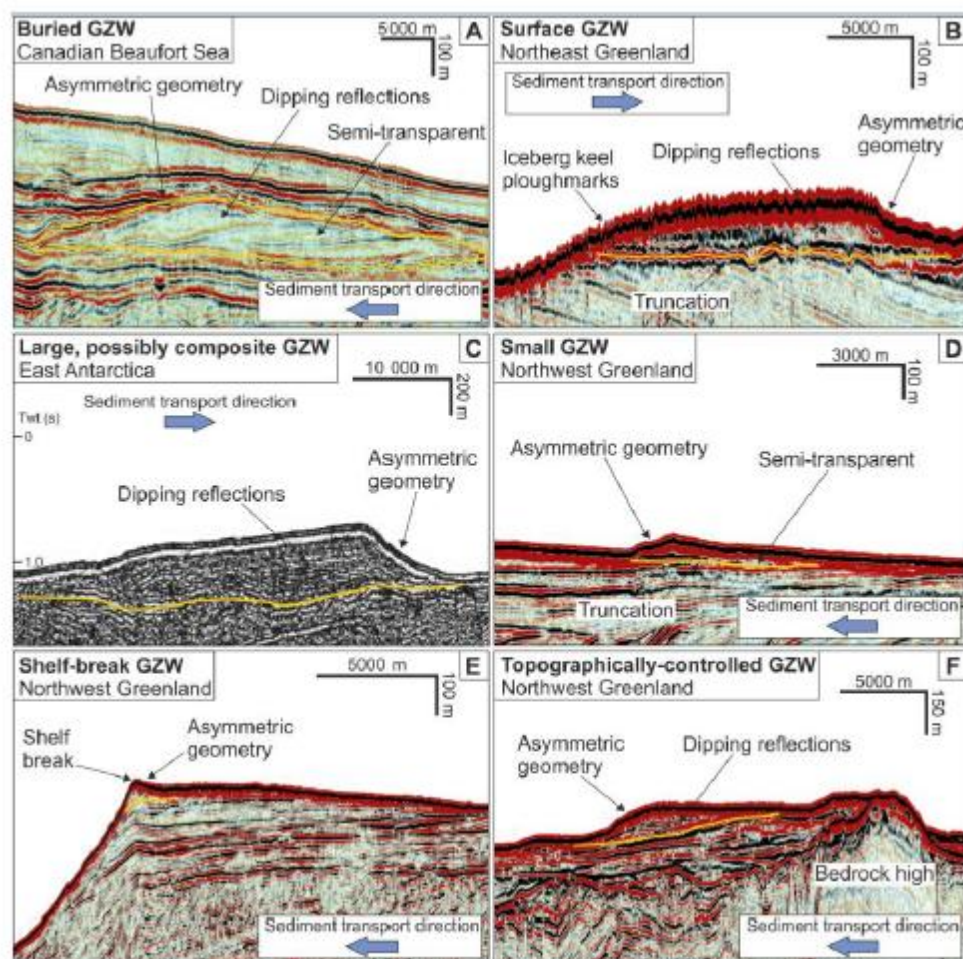 Buried GZW
Canadian Beaufort Sea
5000 m
100 m
A
Asymmetric geometry
Dipping reflections
Semi-transparent
Sediment transport direction
Surface GZW
Northeast Greenland
5000 m
100 m
B
Sediment transport direction
Iceberg keel
ploughmarks
Dipping reflections
Asymmetric
geometry
Truncation
Large, possibly composite GZW
East Antarctica
10 000 m
200 m
C
Sediment transport direction
Twt (s)
0
1.0
Dipping reflections
Asymmetric
geometry
Small GZW
Northwest Greenland
3000 m
100 m
D
Asymmetric geometry
Semi-transparent
Truncation
Sediment transport direction
Shelf-break GZW
Northwest Greenland
5000 m
100 m
E
Shelf
break
Asymmetric
geometry
Sediment transport direction
Topographically-controlled GZW
Northwest Greenland
5000 m
150 m
F
Asymmetric
geometry
Dipping reflections
Bedrock high
Sediment transport direction